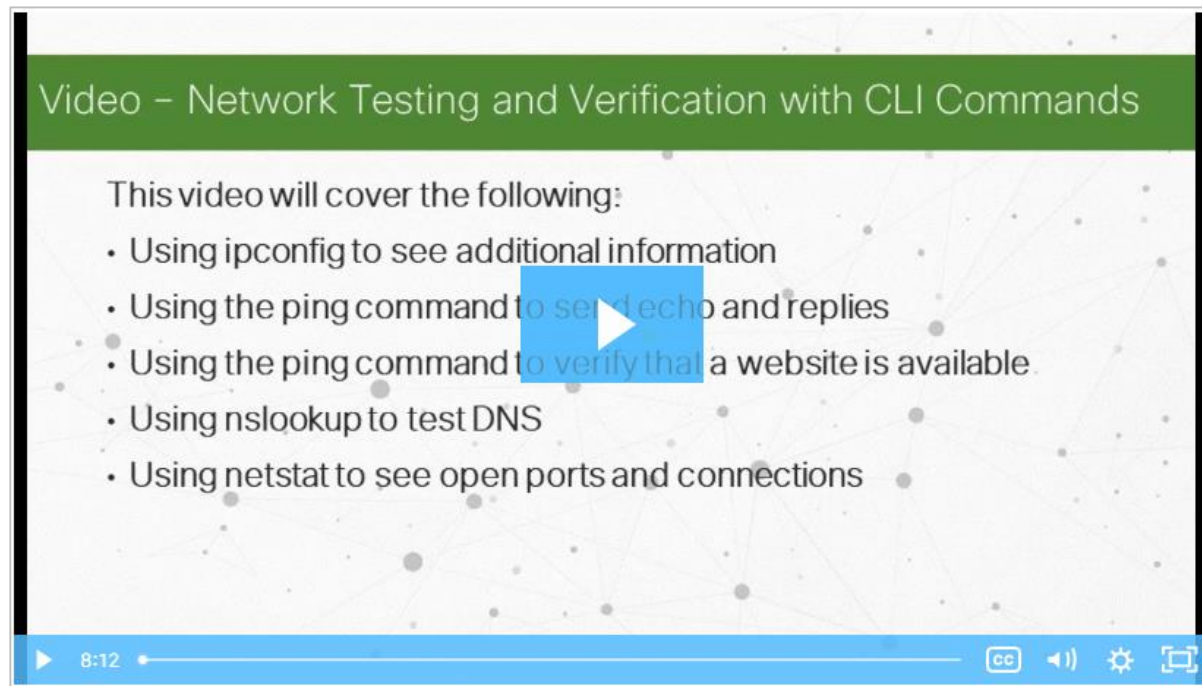 Video – Network Testing and Verification with CLI Commands
This video will cover the following:
• Using ipconfig to see additional information
• Using the ping command to send echo and replies
• Using the ping command to verify that a website is available
• Using nslookup to test DNS
• Using netstat to see open ports and connections
8:12 CC